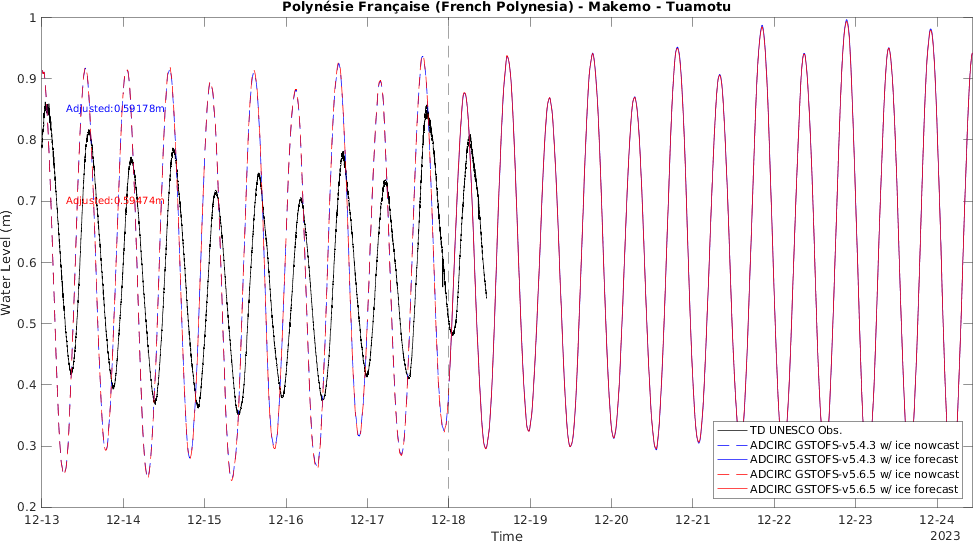 Polynésie Française (French Polynesia) - Makemo - Tuamotu
1
0.9
0.8
0.7
0.6
0.5
0.4
0.3
0.2
Water Level (m)
Adjusted:0.59178m
Adjusted:0.59474m
TD UNESCO Obs.
ADCIRC GSTOFS-v5.4.3 w/ ice nowcast
ADCIRC GSTOFS-v5.4.3 w/ ice forecast
ADCIRC GSTOFS-v5.6.5 w/ ice nowcast
ADCIRC GSTOFS-v5.6.5 w/ ice forecast
12-13 12-14 12-15 12-16 12-17 12-18 12-19 12-20 12-21 12-22 12-23 12-24
2023
Time